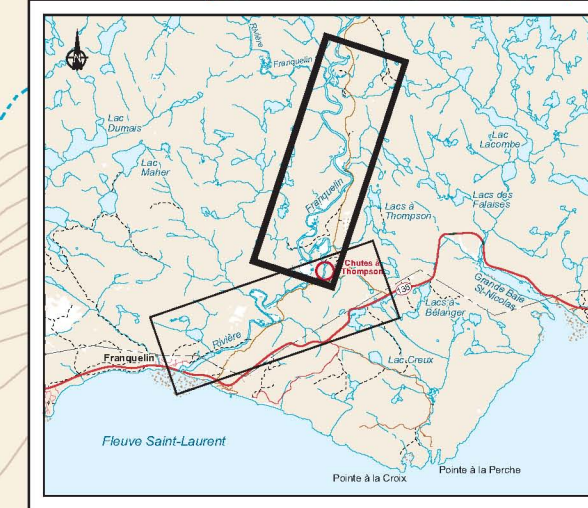 N
Rivière
Franquelin
Lac
Dumais
Lac
Maher
Lac
Lacombe
Franquelin
Lacs à
Thompson
Lacs des
Falaises
Chutes à
Thompson
138
Grande Baie
St-Nicolas
Lacs à
Bélanger
Rivière
Franquelin
Lac Creux
Fleuve Saint-Laurent
Pointe à la Croix
Pointe à la Perche